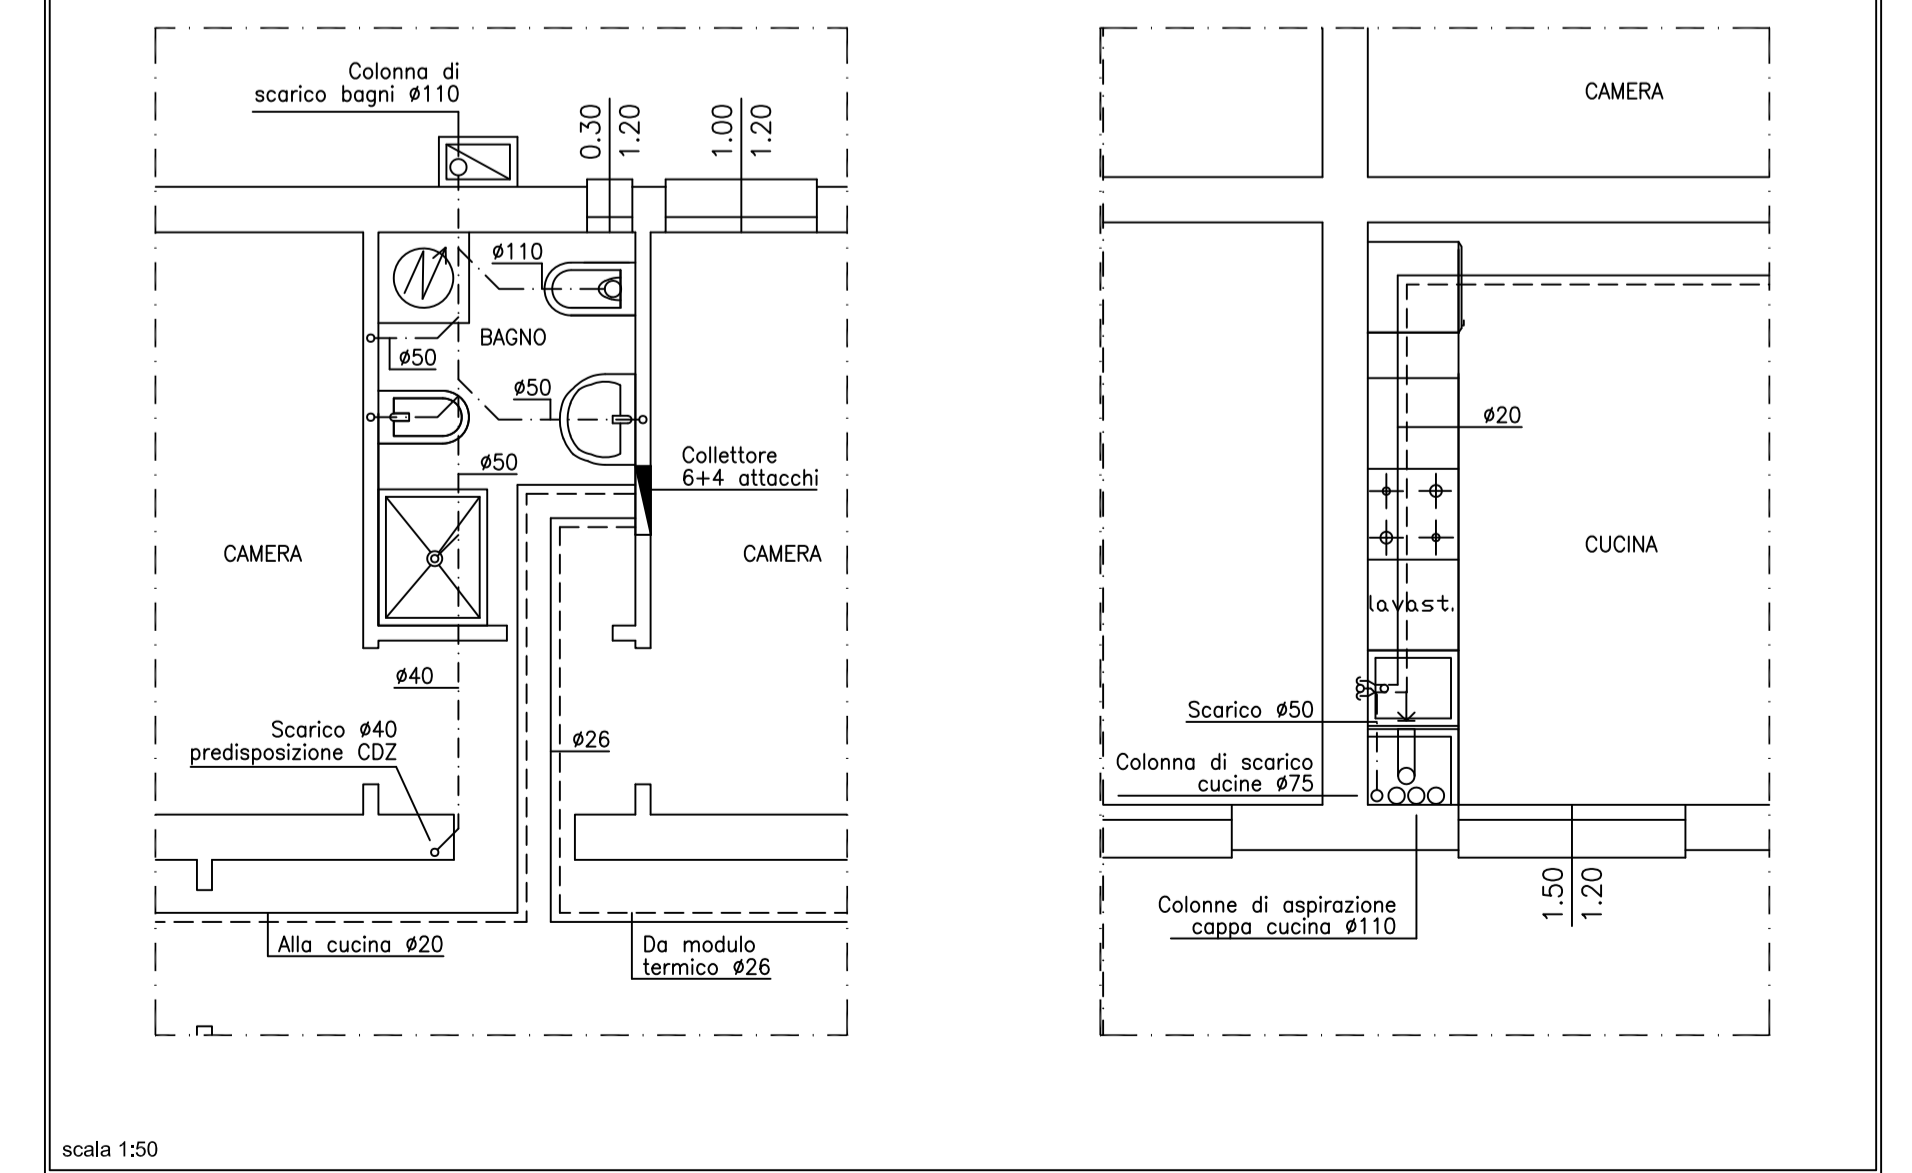 Colonna di
scarico bagni ø110
0.30
1.20
1.00
1.20
ø110
BAGNO
ø50
ø50
ø50
Collettore
6+4 attacchi
CAMERA
CAMERA
ø40
Scarico ø40
predisposizione CDZ
ø26
Alla cucina ø20
Da modulo
termico ø26
CAMERA
ø20
CUCINA
lavast.
Scarico ø50
Colonna di scarico
cucine ø75
1.50
1.20
Colonne di aspirazione
cappa cucina ø110
scala 1:50